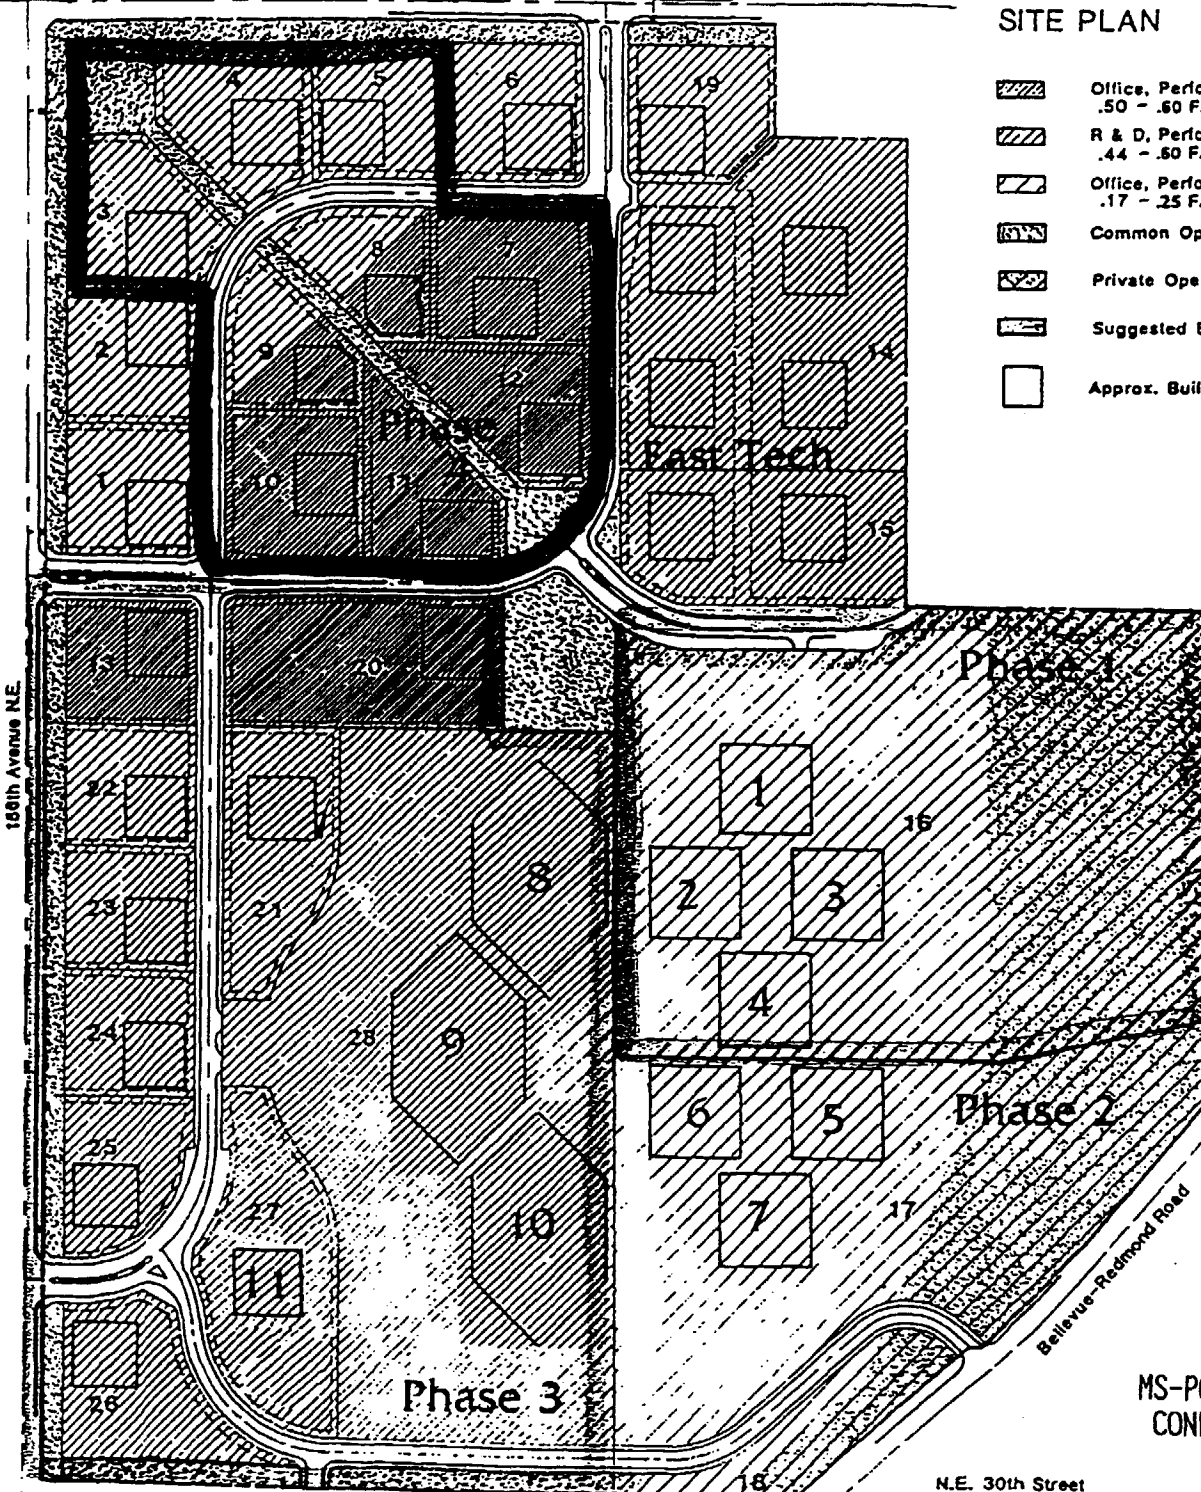 SITE PLAN
Office, Perfo
.50 - .60 F.
R & D, Perfo
.44 - .60 F.
Office, Perfo
.17 - .25 F.
Common Op
Private Ope
Suggested B
Approx. Buil
4
5
6
19
3
8
7
2
9
12
14
Phase
East Tech
1
10
11
15
13
20
Phase 1
156th Avenue N.E.
22
1
16
8
2
3
23
21
4
24
28
9
6
5
Phase 2
25
27
10
7
17
11
Bellevue-Redmond Road
26
Phase 3
MS-P
CON
18
N.E. 30th Street